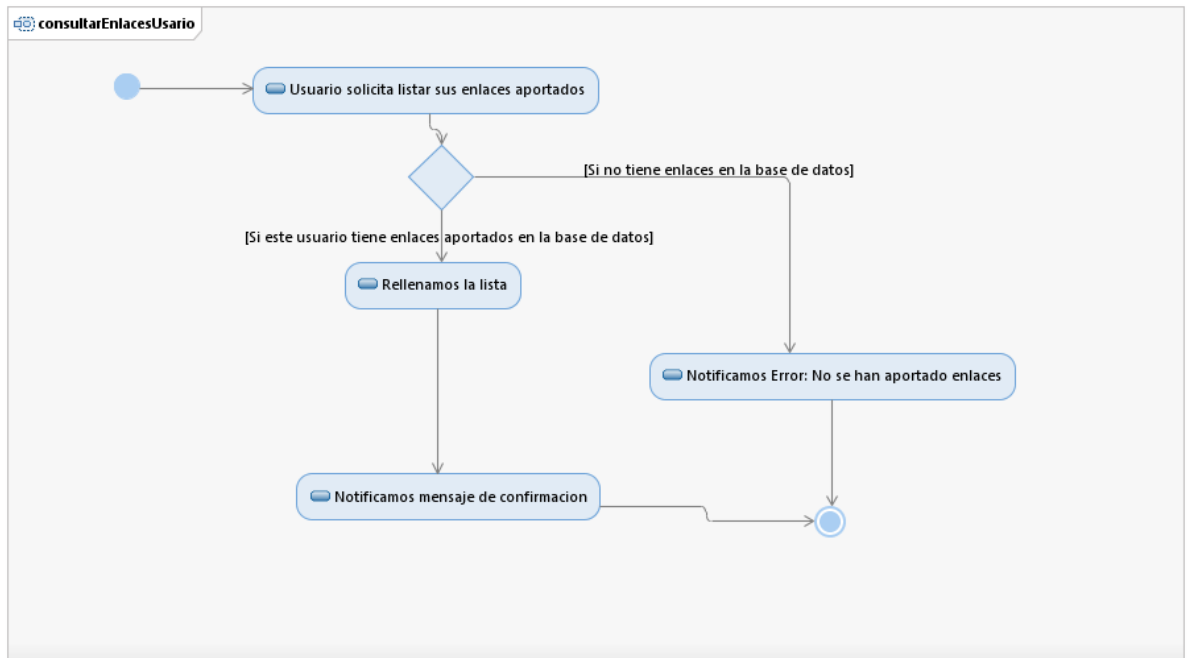 consultarEnlacesUsario
Usuario solicita listar sus enlaces aportados
[Si no tiene enlaces en la base de datos]
[Si este usuario tiene enlaces aportados en la base de datos]
Rellenamos la lista
Notificamos Error: No se han aportado enlaces
Notificamos mensaje de confirmacion